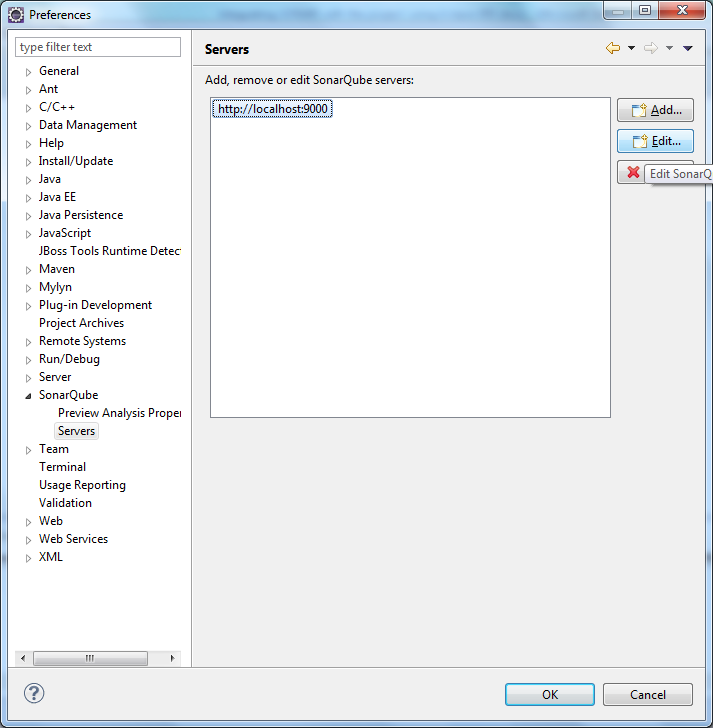 Preferences
type filter text
General
Ant
C/C++
Data Management
Help
Install/Update
Java
Java EE
Java Persistence
JavaScript
JBoss Tools Runtime Detec
Maven
Mylyn
Plug-in Development
Project Archives
Remote Systems
Run/Debug
Server
SonarQube
Preview Analysis Proper
Servers
Team
Terminal
Usage Reporting
Validation
Web
Web Services
XML
Servers
Add, remove or edit SonarQube servers:
http://localhost:9000
Add...
Edit...
Edit SonarQ
OK
Cancel